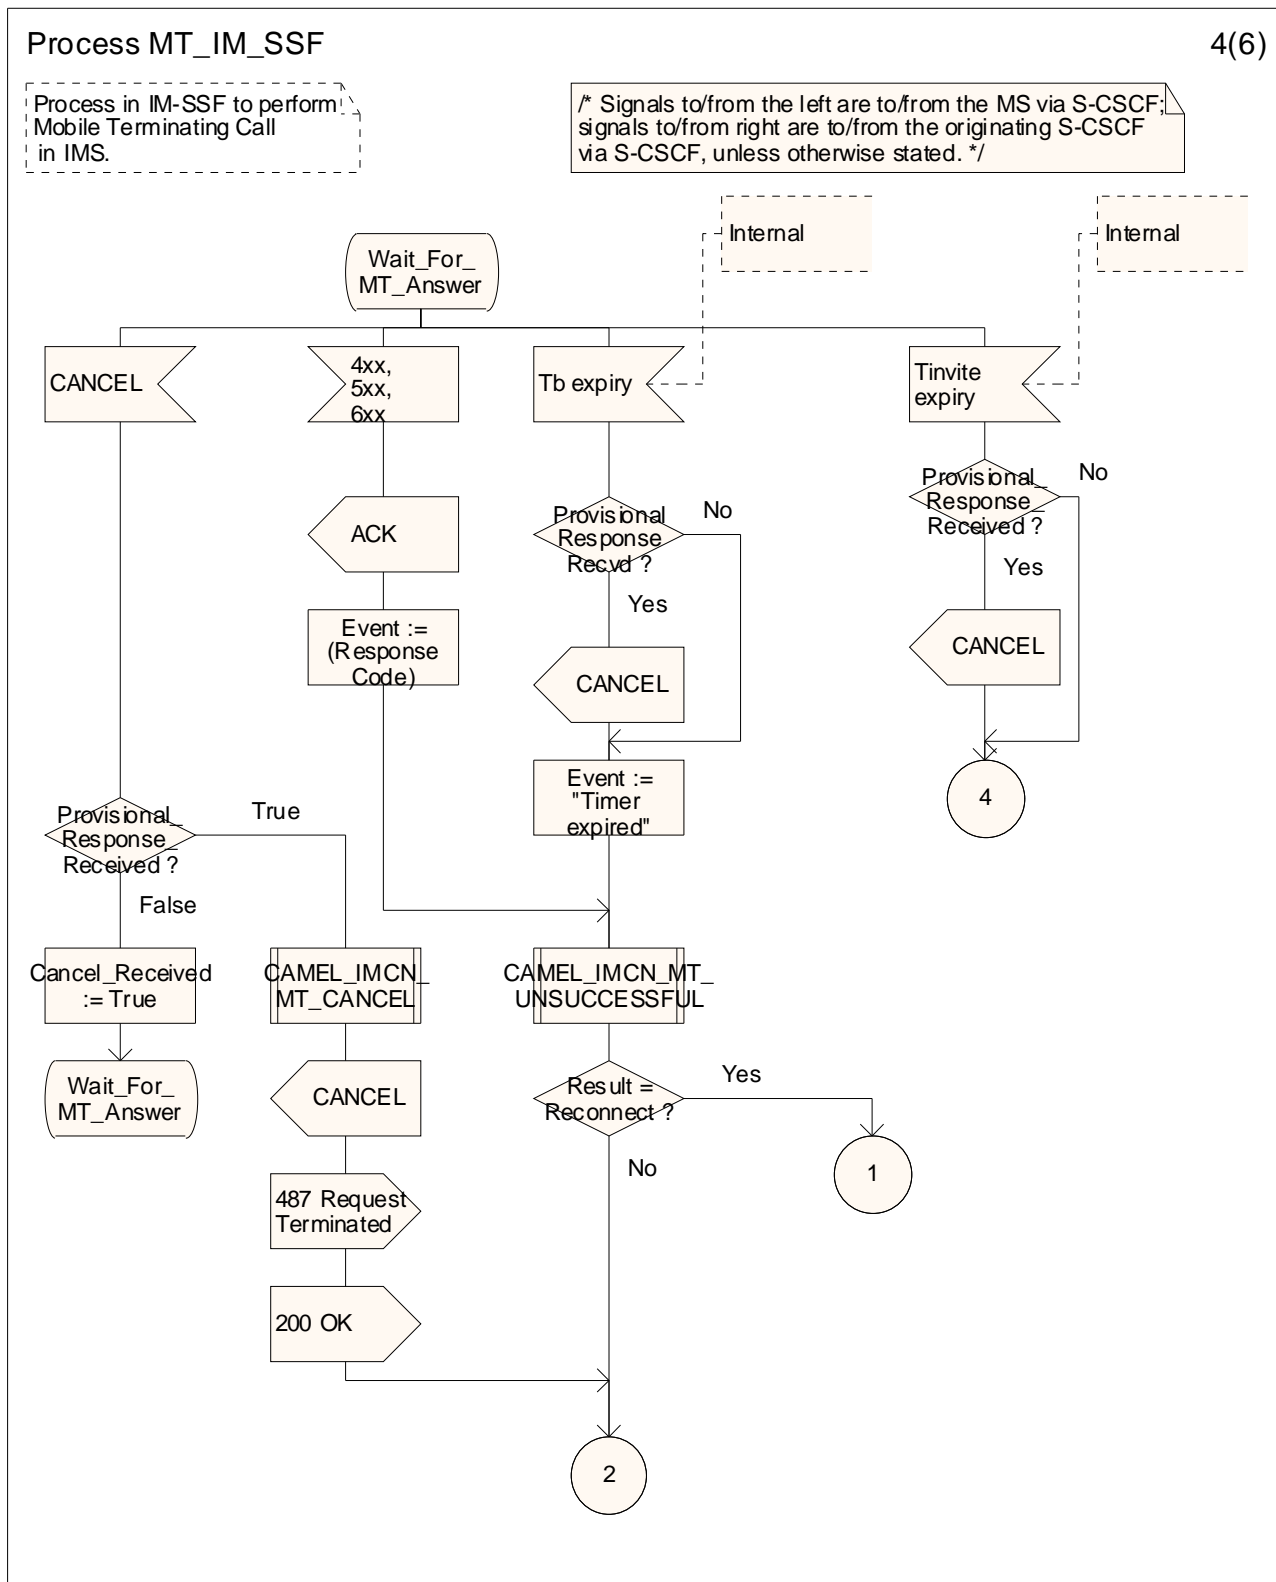 Process MT_IM_SSF
4(6)
Process in IM-SSF to perform
Mobile Terminating Call
in IMS.
/* Signals to/from the left are to/from the MS via S-CSCF;
signals to/from right are to/from the originating S-CSCF
via S-CSCF, unless otherwise stated. */
Internal
Internal
Wait_For_
MT_Answer
CANCEL
4xx,
5xx,
6xx
Tb expiry
Tinvite
expiry
Provisional_
Response_
Received ?
No
Yes
ACK
Provisional
Response
Recvd ?
No
Yes
Event :=
(Response
Code)
CANCEL
CANCEL
Event :=
"Timer
expired"
4
Provisional_
Response_
Received ?
True
False
Cancel_Received
:= True
CAMEL_IMCN_
MT_CANCEL
CAMEL_IMCN_MT_
UNSUCCESSFUL
Wait_For_
MT_Answer
CANCEL
Result =
Reconnect ?
Yes
No
1
487 Request
Terminated
200 OK
2